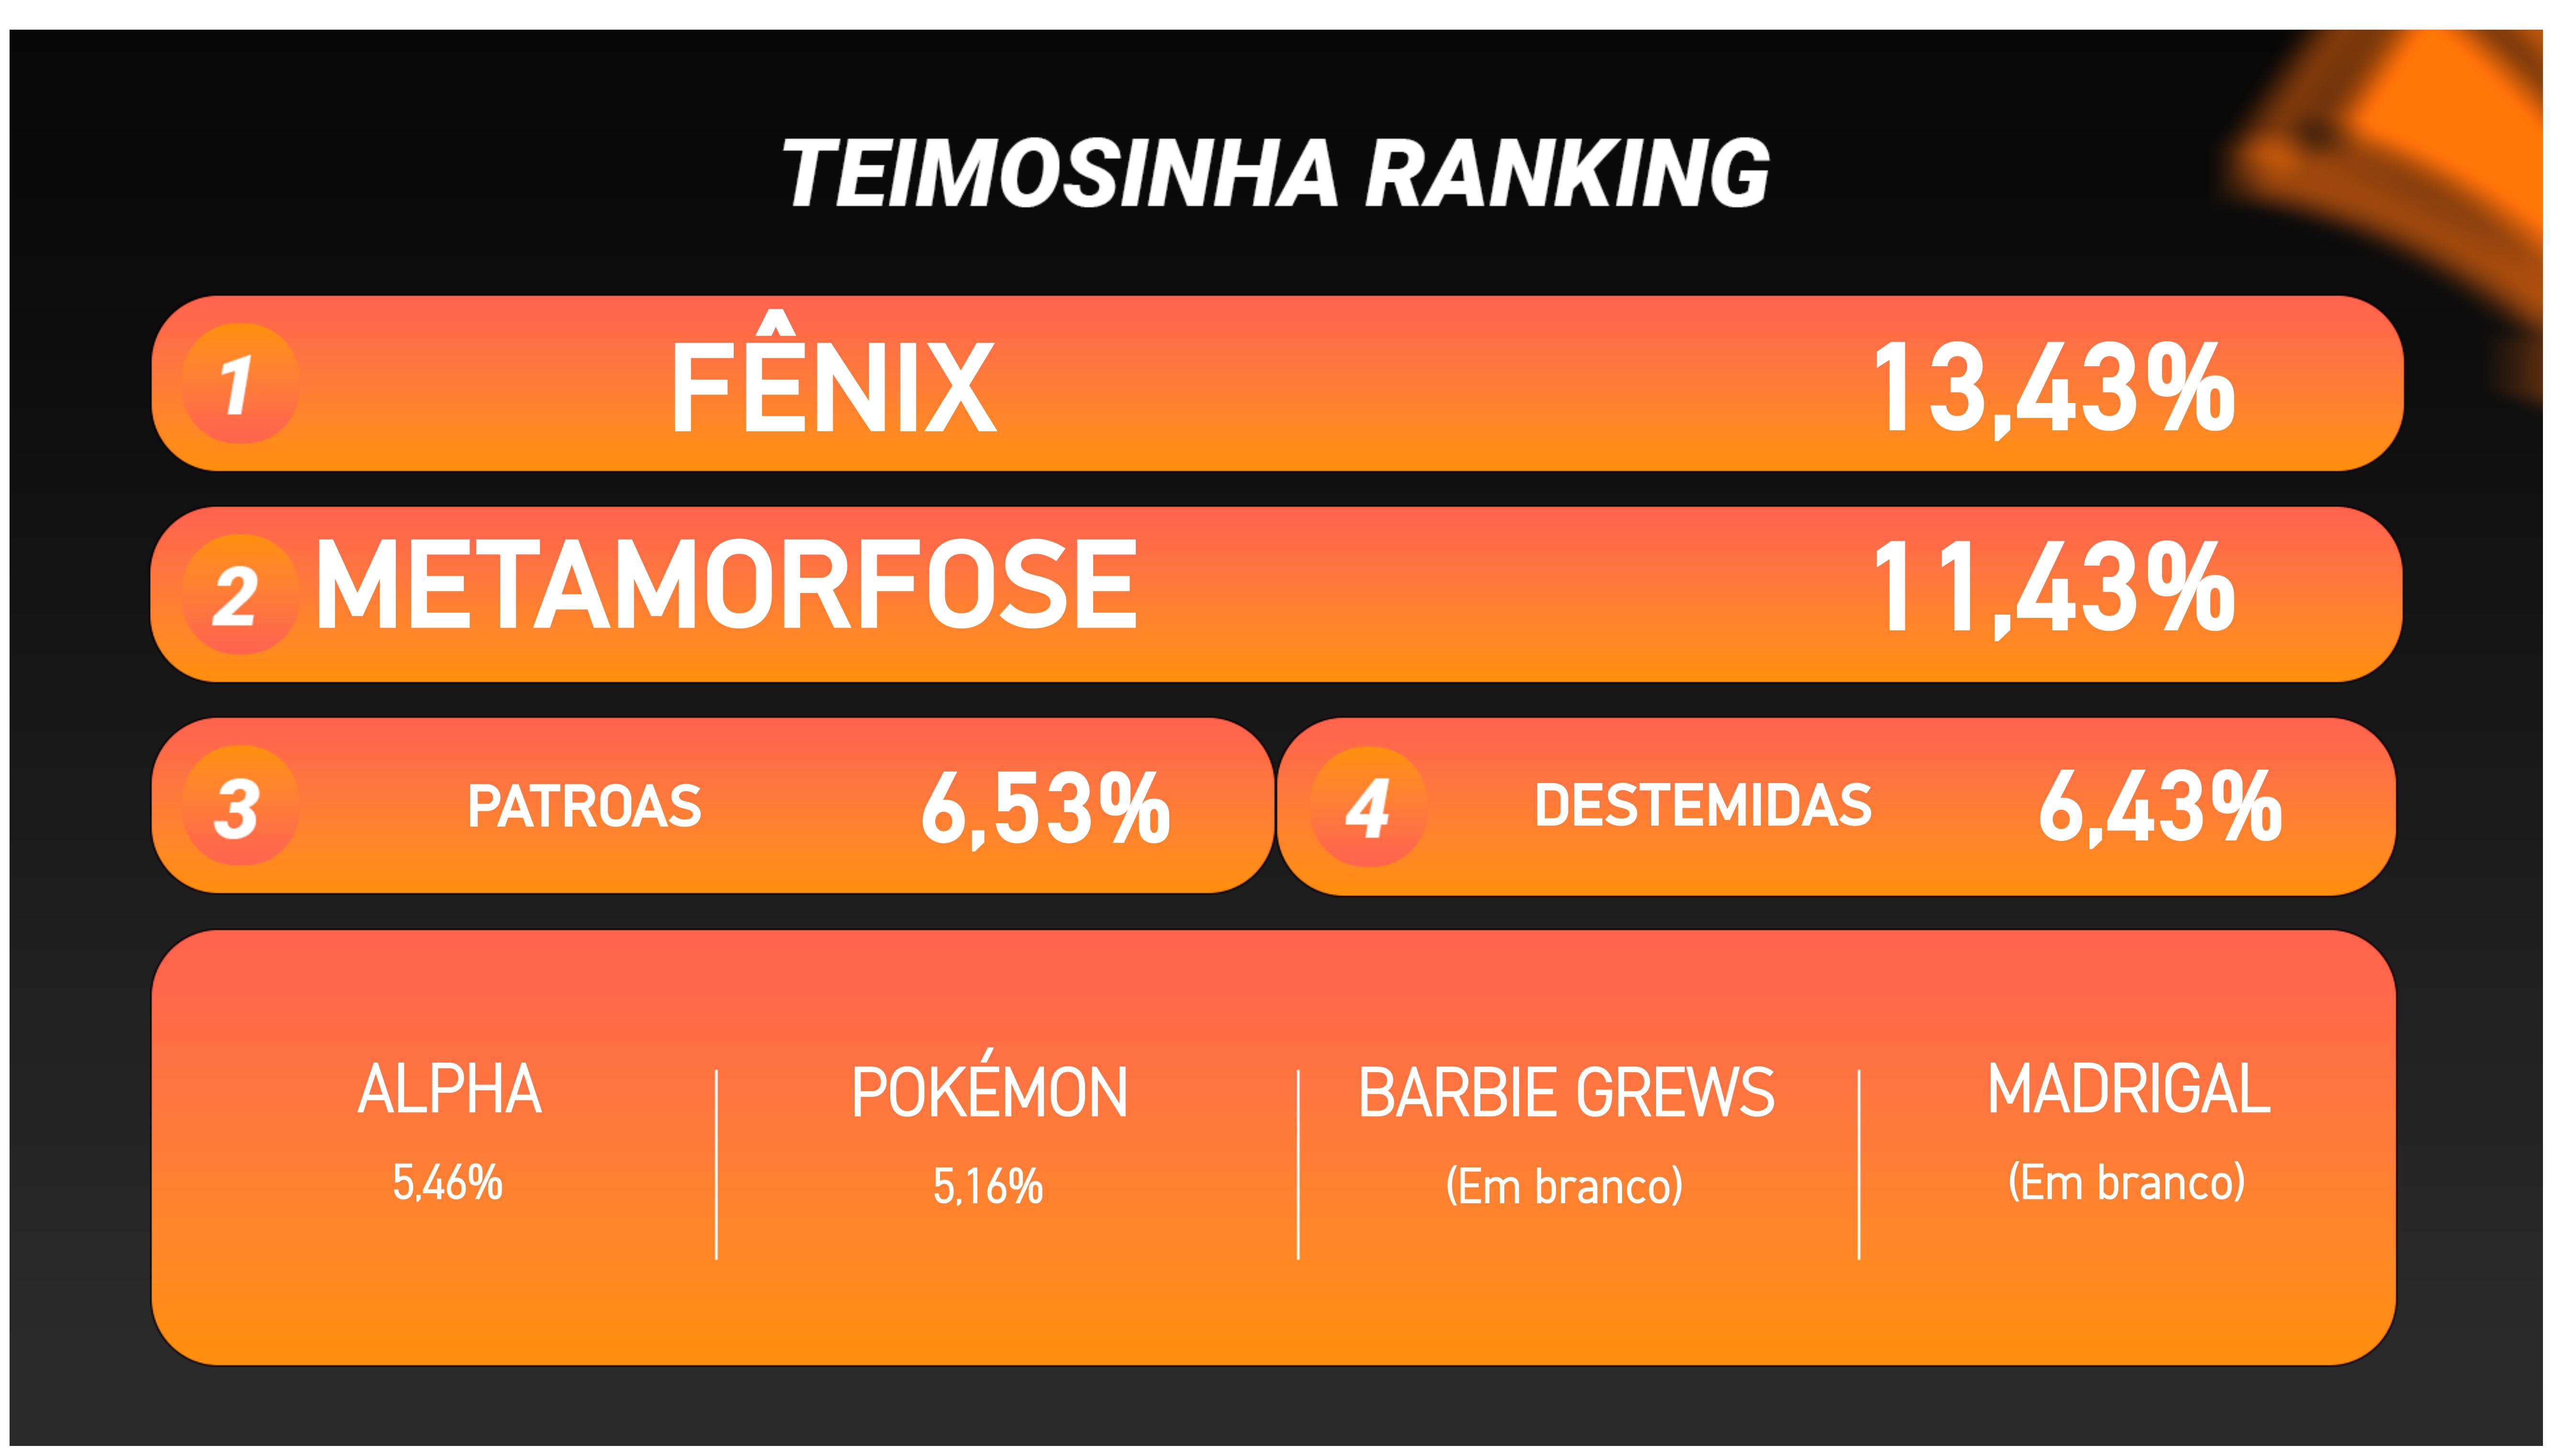 TEIMOSINHA RANKING
1 FÊNIX 13,43%
2 METAMORFOSE 11,43%
3 PATROAS 6,53% 4 DESTEMIDAS 6,43%
ALPHA POKÉMON BARBIE GREWS MADRIGAL
5,46% 5,16% (Em branco) (Em branco)